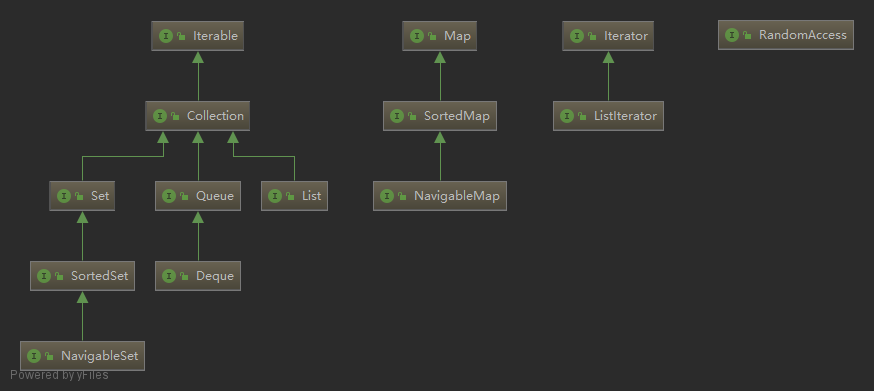 Iterable
Map
Iterator
RandomAccess
Collection
SortedMap
ListIterator
Set
Queue
List
NavigableMap
SortedSet
Deque
NavigableSet
Powered by yFiles